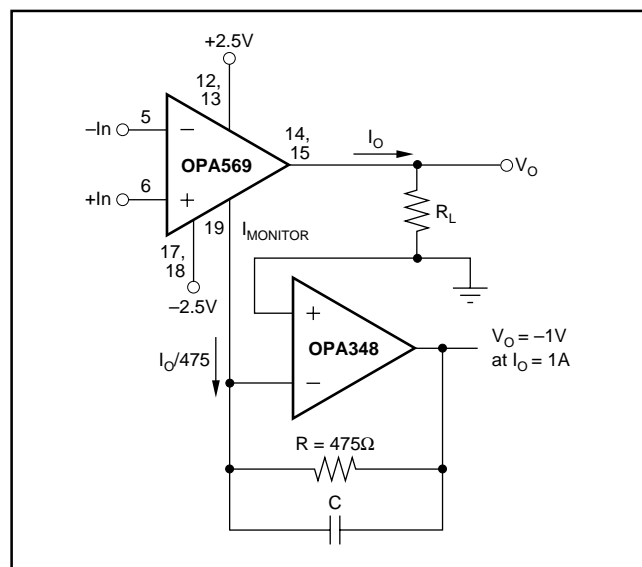 +2.5V
12,
13
–In
5
−
OPA569
+In
6
+
14,
15
I_O
V_O
R_L
19
I_MONITOR
17,
18
–2.5V
+
OPA348
−
I_O/475
V_O = –1V
at I_O = 1A
R = 475Ω
C